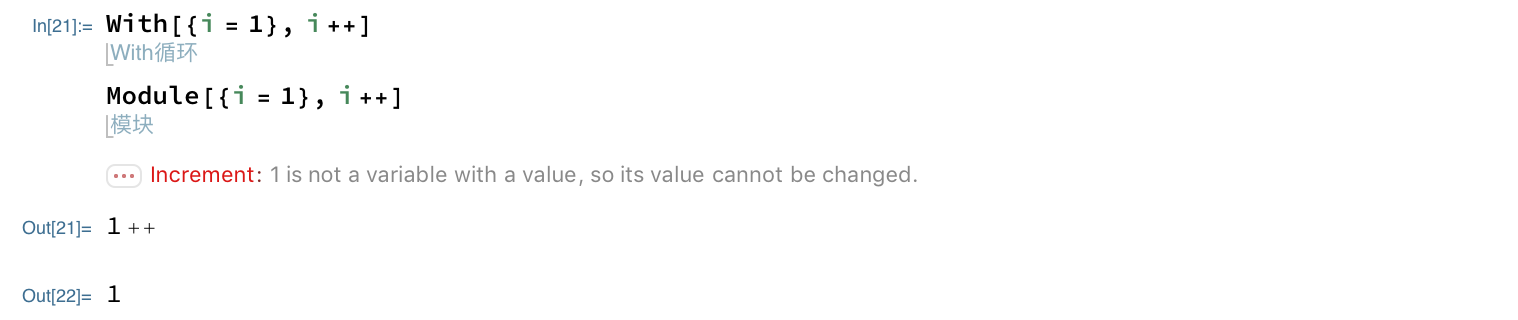 In[21]:= With[{i = 1}, i ++]
With循环
Module[{i = 1}, i ++]
模块
Increment: 1 is not a variable with a value, so its value cannot be changed.
Out[21]= 1 ++
Out[22]= 1